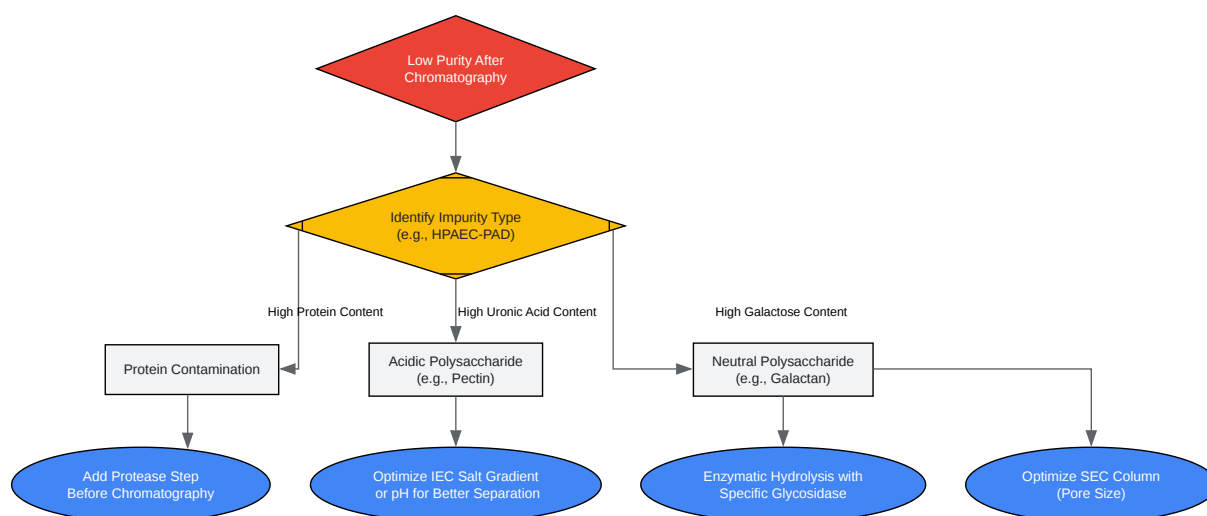 Low Purity After
Chromatography
Identify Impurity Type
(e.g., HPAEC-PAD)
High Protein Content
High Uronic Acid Content
High Galactose Content
Protein Contamination
Acidic Polysaccharide
(e.g., Pectin)
Neutral Polysaccharide
(e.g., Galactan)
Add Protease Step
Before Chromatography
Optimize IEC Salt Gradient
or pH for Better Separation
Enzymatic Hydrolysis with
Specific Glycosidase
Optimize SEC Column
(Pore Size)